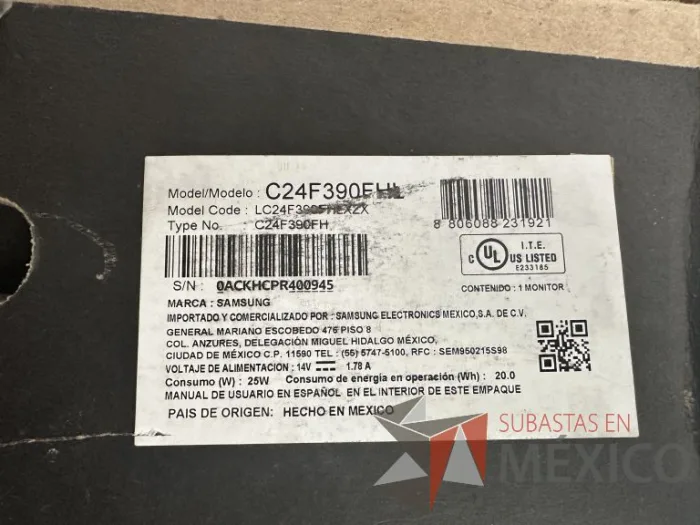 Model/Modelo : C24F390FHL
Model Code : LC24F390FHLXZX
Type No. : C24F390FH
8 806088 231921
S/N : 0ACKHCPR400945
UL
c US LISTED
I.T.E.
E233185
CONTENIDO : 1 MONITOR
MARCA : SAMSUNG
IMPORTADO Y COMERCIALIZADO POR : SAMSUNG ELECTRONICS MEXICO,S.A. DE C.V.
GENERAL MARIANO ESCOBEDO 476 PISO 8
COL. ANZURES, DELEGACIÓN MIGUEL HIDALGO MÉXICO,
CIUDAD DE MÉXICO C.P. 11590 TEL : (55) 5747-5100, RFC : SEM950215S98
VOLTAJE DE ALIMENTACION : 14V 1.78 A
Consumo (W) : 25W Consumo de energía en operación (Wh) : 20.0
MANUAL DE USUARIO EN ESPAÑOL EN EL INTERIOR DE ESTE EMPAQUE
PAIS DE ORIGEN: HECHO EN MEXICO
SUBASTAS EN
MÉXICO